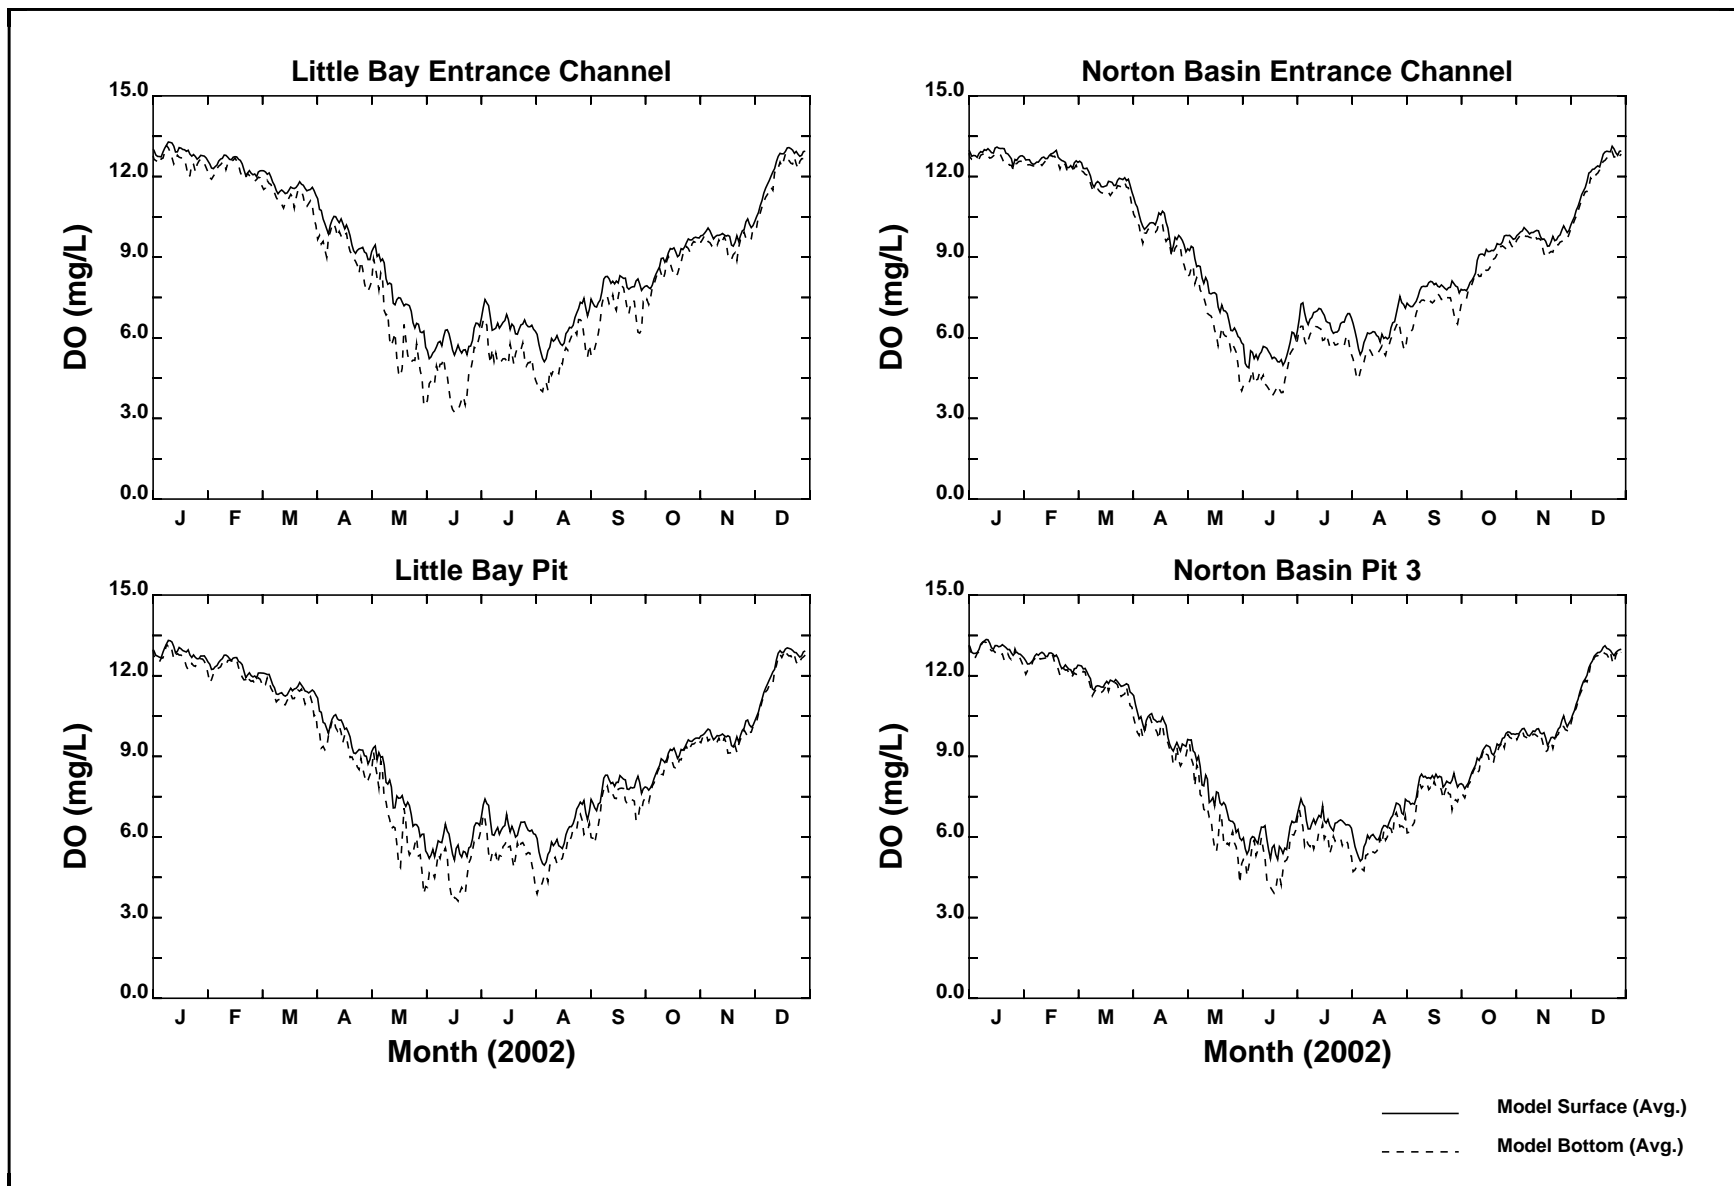 Little Bay Entrance Channel
15.0
12.0
9.0
6.0
3.0
0.0
DO (mg/L)
J F M A M J J A S O N D
Norton Basin Entrance Channel
15.0
12.0
9.0
6.0
3.0
0.0
DO (mg/L)
J F M A M J J A S O N D
Little Bay Pit
15.0
12.0
9.0
6.0
3.0
0.0
DO (mg/L)
J F M A M J J A S O N D
Month (2002)
Norton Basin Pit 3
15.0
12.0
9.0
6.0
3.0
0.0
DO (mg/L)
J F M A M J J A S O N D
Month (2002)
Model Surface (Avg.)
Model Bottom (Avg.)